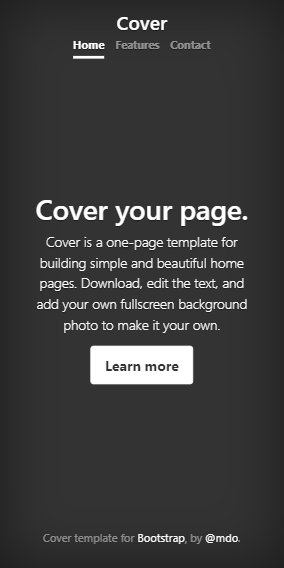 Cover
Home Features Contact
Cover your page.
Cover is a one-page template for
building simple and beautiful home
pages. Download, edit the text, and
add your own fullscreen background
photo to make it your own.
Learn more
Cover template for Bootstrap, by @mdo.